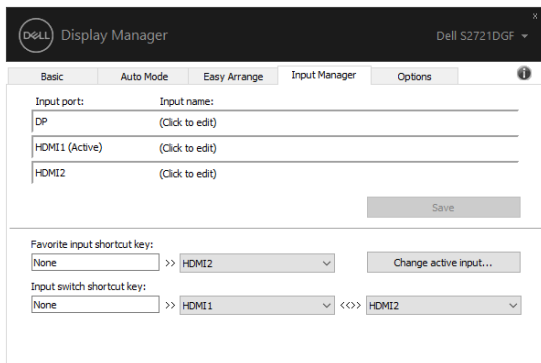 DELL Display Manager
Dell S2721DGF
x
Basic Auto Mode Easy Arrange Input Manager Options i
Input port: Input name:
DP (Click to edit)
HDMI1 (Active) (Click to edit)
HDMI2 (Click to edit)
Save
Favorite input shortcut key:
None >> HDMI2 Change active input...
Input switch shortcut key:
None >> HDMI1 <<>> HDMI2